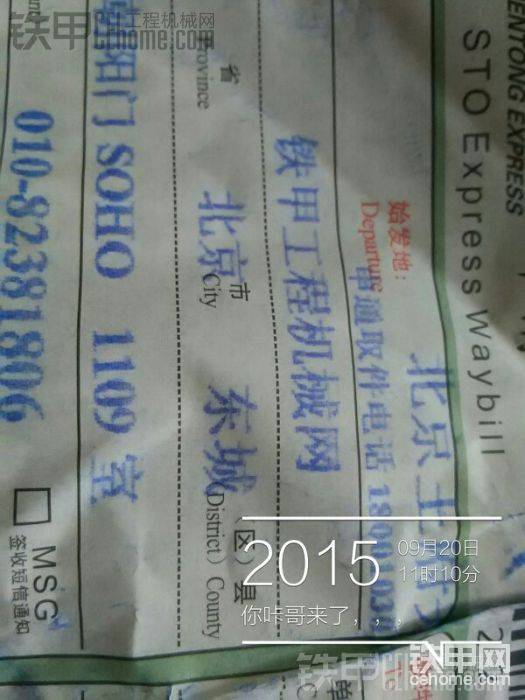 铁甲工程机械网
cehome.com
ENTONG EXPRESS
STO Express Waybill
始发地：
Departure
北京
申通取件电话
铁甲工程机械网
省
Province
北京
市
City
东城
区
(District)
县
County
阳门 SOHO 1109 室
010-82381806
MSG
签收短信通知
2015
09月20日
11时10分
你咔哥来了，，，
铁甲网
cehome.com